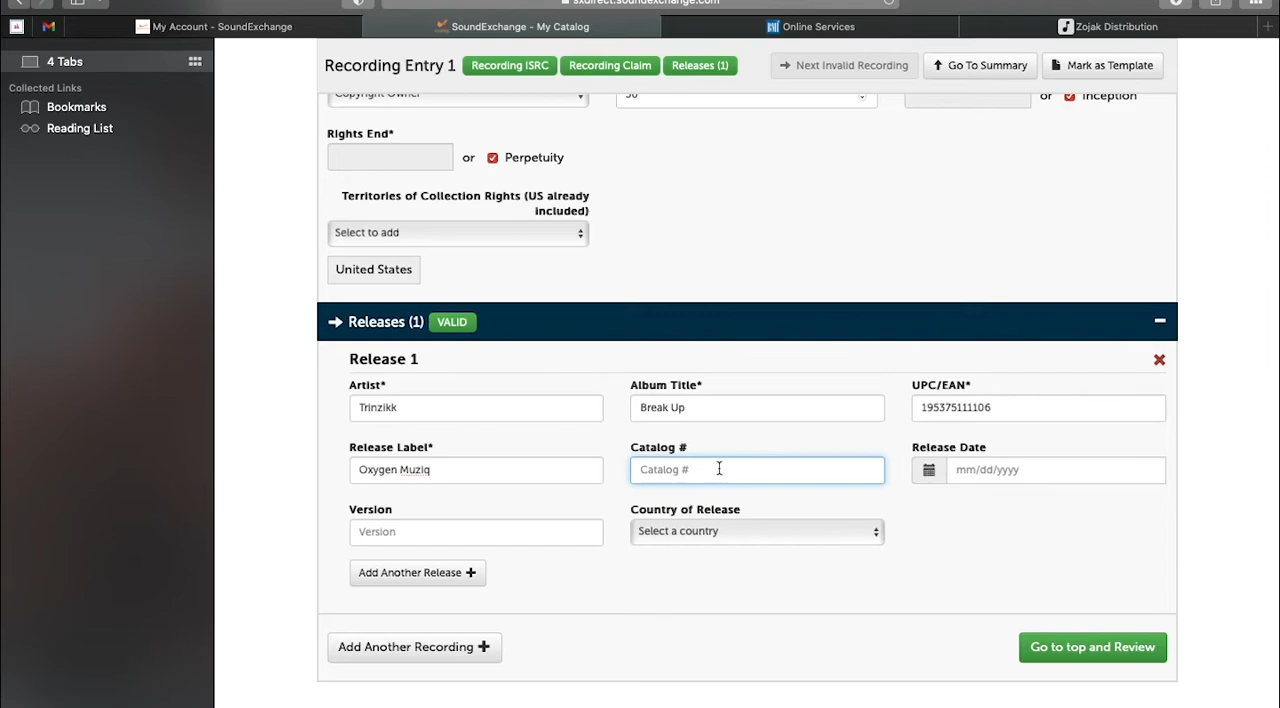 sxdirect.soundexchange.com
My Account - SoundExchange
SoundExchange - My Catalog
Online Services
Zojak Distribution
4 Tabs
Collected Links
Bookmarks
Reading List
Recording Entry 1
Recording ISRC
Recording Claim
Releases (1)
Next Invalid Recording
Go To Summary
Mark as Template
Copyright Owner
50
or
Inception
Rights End*
or
Perpetuity
Territories of Collection Rights (US already
included)
Select to add
United States
Releases (1)
VALID
Release 1
Artist*
Album Title*
UPC/EAN*
Trinzikk
Break Up
195375111106
Release Label*
Catalog #
Release Date
Oxygen Muziq
Catalog #
mm/dd/yyyy
Version
Country of Release
Version
Select a country
Add Another Release
Add Another Recording
Go to top and Review